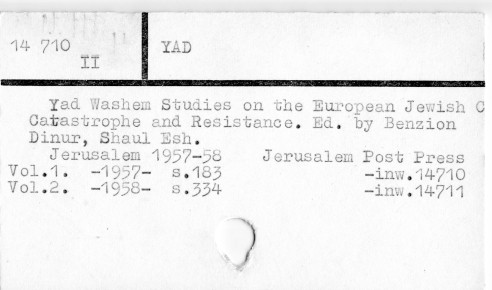 14 710 YAD
II
Yad Washem Studies on the European Jewish C
Catastrophe and Resistance. Ed. by Benzion
Dinur, Shaul Esh.
Jerusalem 1957-58 Jerusalem Post Press
Vol.1. -1957- s.183 -inw.14710
Vol.2. -1958- s.334 -inw.14711